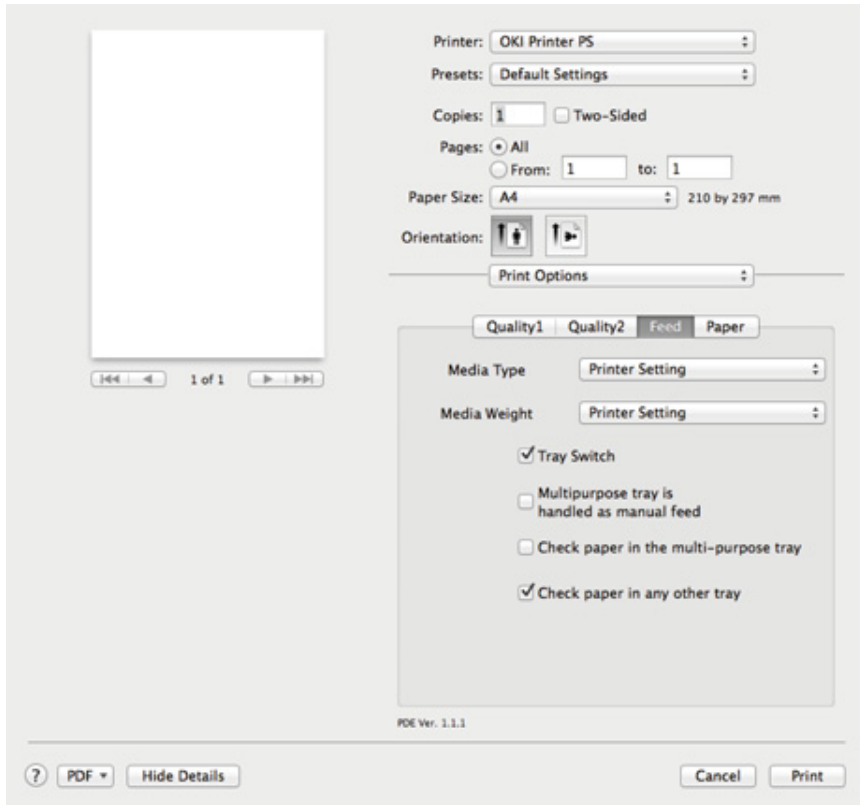 Printer: OKI Printer PS
Presets: Default Settings
Copies: 1 Two-Sided
Pages: All
From: 1 to: 1
Paper Size: A4 210 by 297 mm
Orientation:
Print Options
Quality1 Quality2 Feed Paper
1 of 1
Media Type Printer Setting
Media Weight Printer Setting
Tray Switch
Multipurpose tray is
handled as manual feed
Check paper in the multi-purpose tray
Check paper in any other tray
PDE Ver. 1.1.1
? PDF Hide Details Cancel Print